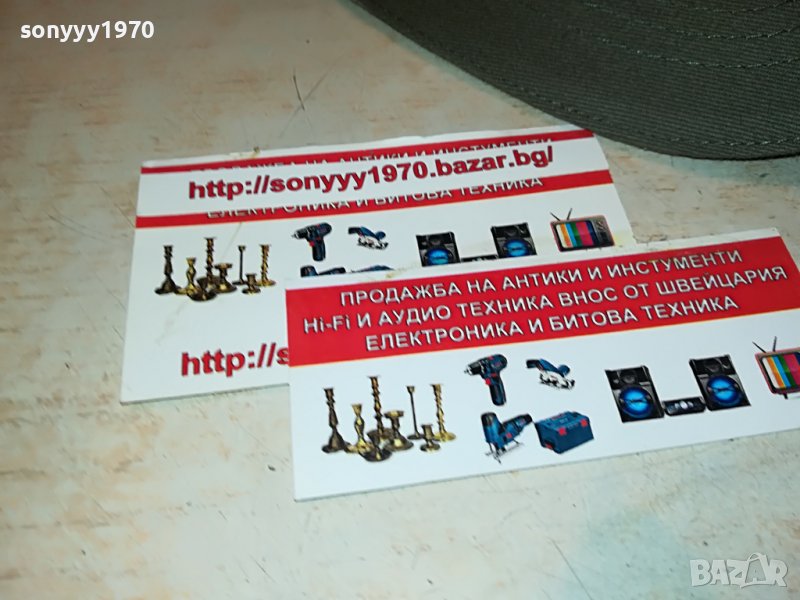 sonyyy1970
http://sonyyy1970.bazar.bg/
ЕЛЕКТРОНИКА И БИТОВА ТЕХНИКА
http://s
ПРОДАЖБА НА АНТИКИ И ИНСТУМЕНТИ
Hi-Fi И АУДИО ТЕХНИКА ВНОС ОТ ШВЕЙЦАРИЯ
ЕЛЕКТРОНИКА И БИТОВА ТЕХНИКА
BAZAR